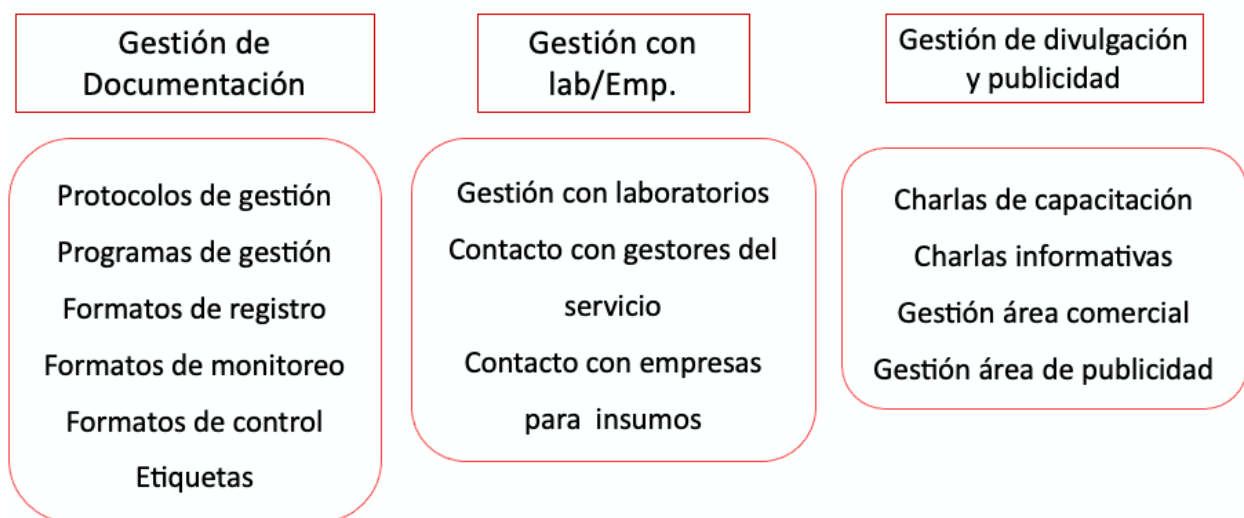 Gestión de
Documentación
Protocolos de gestión
Programas de gestión
Formatos de registro
Formatos de monitoreo
Formatos de control
Etiquetas
Gestión con
lab/Emp.
Gestión con laboratorios
Contacto con gestores del
servicio
Contacto con empresas
para insumos
Gestión de divulgación
y publicidad
Charlas de capacitación
Charlas informativas
Gestión área comercial
Gestión área de publicidad